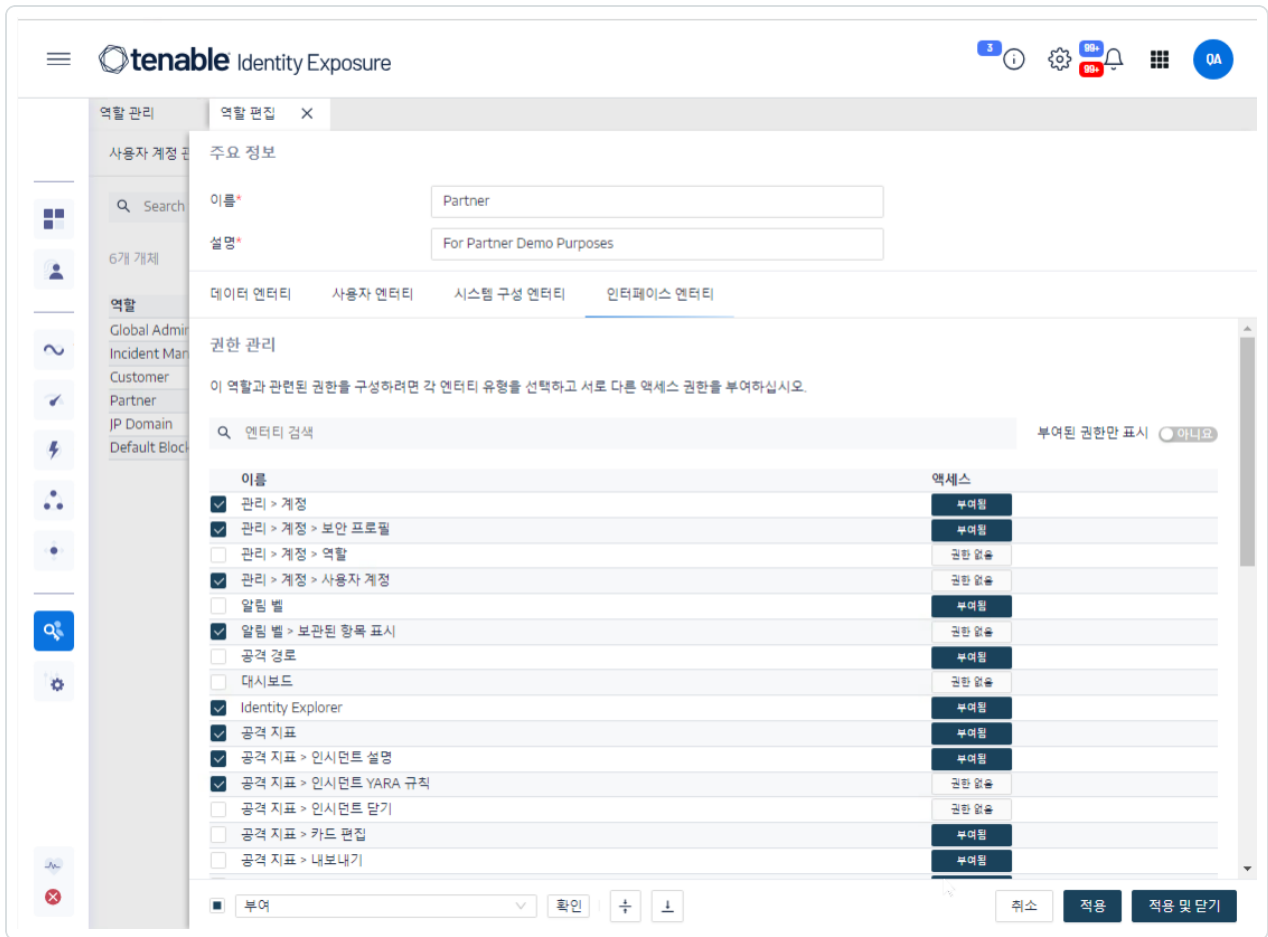 tenable Identity Exposure
3
99+
99+
QA
역할 관리
역할 편집
사용자 계정 관
주요 정보
이름*
Partner
Search
설명*
For Partner Demo Purposes
6개 개체
데이터 엔터티 사용자 엔터티 시스템 구성 엔터티 인터페이스 엔터티
역할
Global Admir
Incident Man
Customer
Partner
JP Domain
Default Block
권한 관리
이 역할과 관련된 권한을 구성하려면 각 엔터티 유형을 선택하고 서로 다른 액세스 권한을 부여하십시오.
엔터티 검색
부여된 권한만 표시 아니요
이름 액세스
관리 > 계정 부여됨
관리 > 계정 > 보안 프로필 부여됨
관리 > 계정 > 역할 권한 없음
관리 > 계정 > 사용자 계정 권한 없음
알림 벨 부여됨
알림 벨 > 보관된 항목 표시 권한 없음
공격 경로 부여됨
대시보드 권한 없음
Identity Explorer 부여됨
공격 지표 부여됨
공격 지표 > 인시던트 설명 부여됨
공격 지표 > 인시던트 YARA 규칙 권한 없음
공격 지표 > 인시던트 닫기 권한 없음
공격 지표 > 카드 편집 부여됨
공격 지표 > 내보내기 부여됨
부여 확인 취소 적용 적용 및 닫기